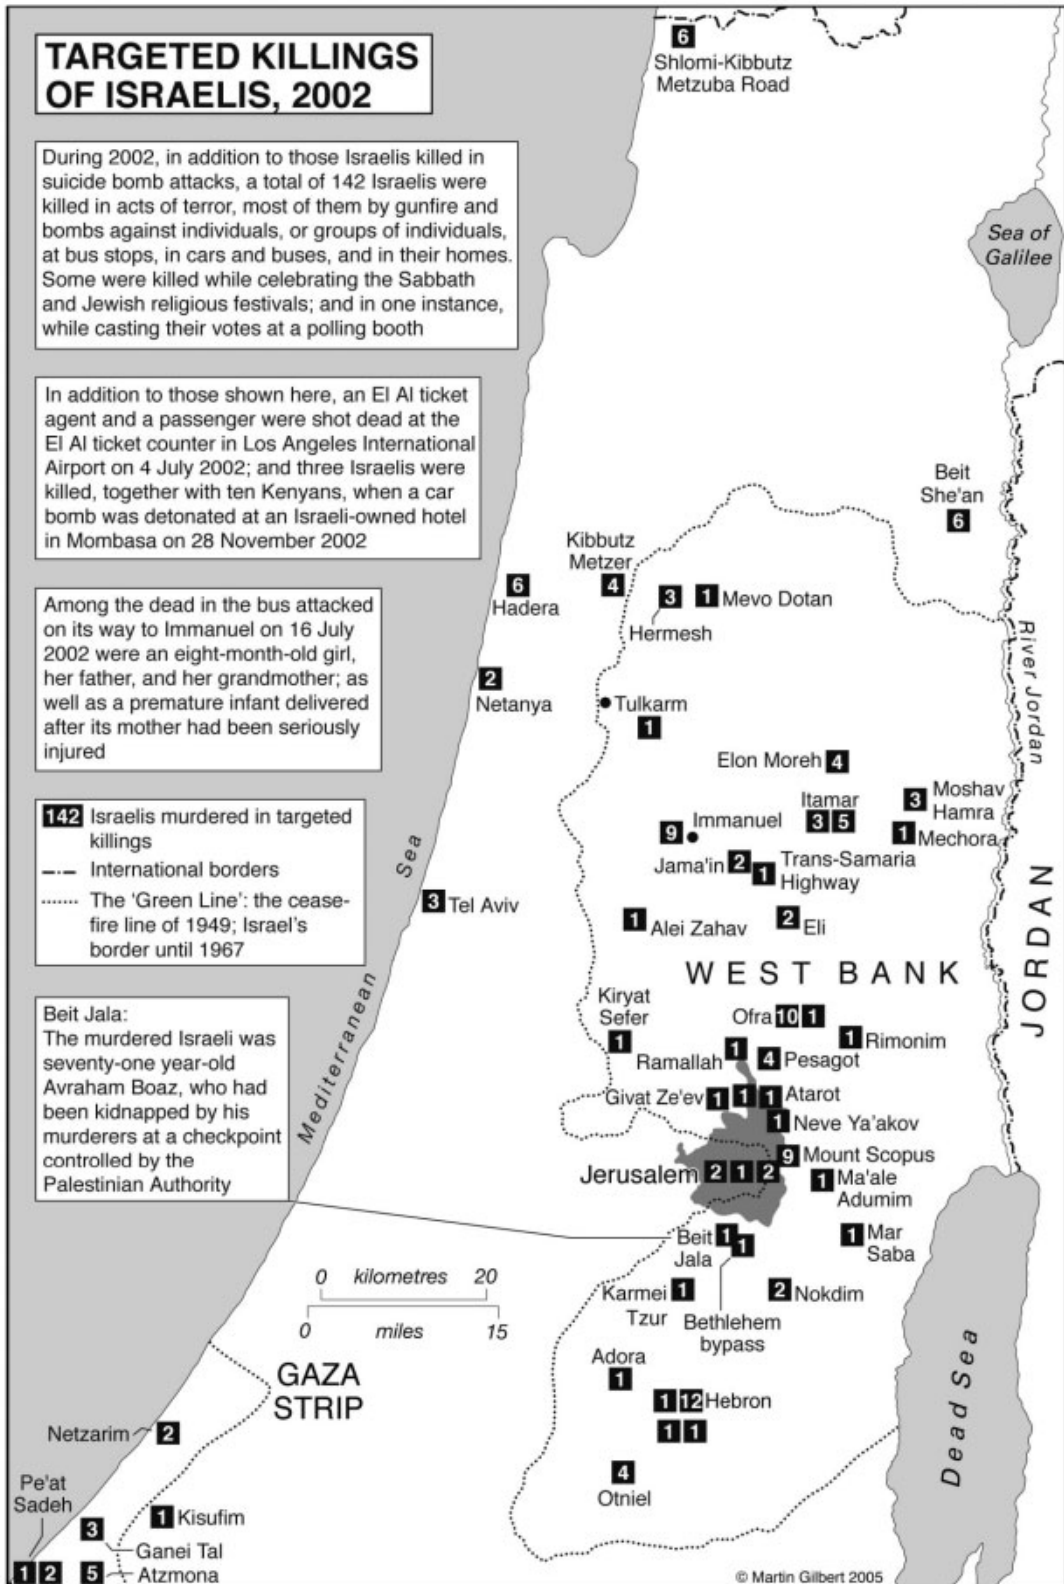 TARGETED KILLINGS
OF ISRAELIS, 2002
During 2002, in addition to those Israelis killed in
suicide bomb attacks, a total of 142 Israelis were
killed in acts of terror, most of them by gunfire and
bombs against individuals, or groups of individuals,
at bus stops, in cars and buses, and in their homes.
Some were killed while celebrating the Sabbath
and Jewish religious festivals; and in one instance,
while casting their votes at a polling booth
In addition to those shown here, an El Al ticket
agent and a passenger were shot dead at the
El Al ticket counter in Los Angeles International
Airport on 4 July 2002; and three Israelis were
killed, together with ten Kenyans, when a car
bomb was detonated at an Israeli-owned hotel
in Mombasa on 28 November 2002
Among the dead in the bus attacked
on its way to Immanuel on 16 July
2002 were an eight-month-old girl,
her father, and her grandmother; as
well as a premature infant delivered
after its mother had been seriously
injured
142 Israelis murdered in targeted
killings
International borders
The 'Green Line': the cease-
fire line of 1949; Israel's
border until 1967
Beit Jala:
The murdered Israeli was
seventy-one year-old
Avraham Boaz, who had
been kidnapped by his
murderers at a checkpoint
controlled by the
Palestinian Authority
6
Shlomi-Kibbutz
Metzuba Road
Sea of
Galilee
Beit
She'an
6
Kibbutz
Metzer
4
6
Hadera
3
Hermesh
1 Mevo Dotan
2
Netanya
Tulkarm
1
River Jordan
Elon Moreh 4
Itamar
3 5
3 Moshav
Hamra
1 Mechora
9 Immanuel
Jama'in 2
1 Trans-Samaria
Highway
3 Tel Aviv
1 Alei Zahav
2 Eli
Mediterranean Sea
WEST BANK
JORDAN
Kiryat
Sefer
1
Ofra 10 1
1 Rimonim
Ramallah 1
4 Pesagot
Givat Ze'ev 1 1 1 Atarot
1 Neve Ya'akov
9 Mount Scopus
Jerusalem 2 1 2
1 Ma'ale
Adumim
Beit
Jala
1
1
Bethlehem
bypass
1 Mar
Saba
Karmei
Tzur
1
2 Nokdim
0 kilometres 20
0 miles 15
Adora
1
1 12 Hebron
1 1
4
Otniel
Dead Sea
GAZA
STRIP
Netzarim 2
Pe'at
Sadeh
1 2
1 Kisufim
3
Ganei Tal
5 Atzmona
© Martin Gilbert 2005